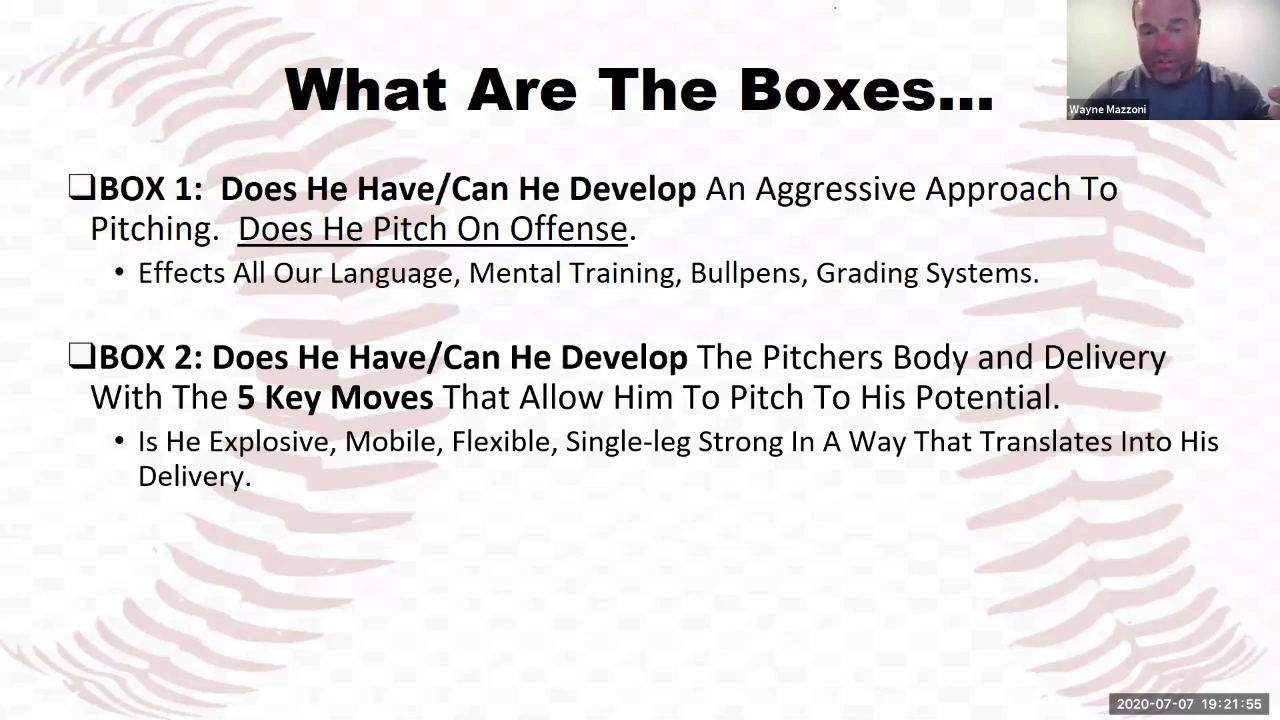 What Are The Boxes...
Wayne Mazzoni
❑BOX 1: Does He Have/Can He Develop An Aggressive Approach To
Pitching. Does He Pitch On Offense.
• Effects All Our Language, Mental Training, Bullpens, Grading Systems.
❑BOX 2: Does He Have/Can He Develop The Pitchers Body and Delivery
With The 5 Key Moves That Allow Him To Pitch To His Potential.
• Is He Explosive, Mobile, Flexible, Single-leg Strong In A Way That Translates Into His
Delivery.
2020-07-07 19:21:55